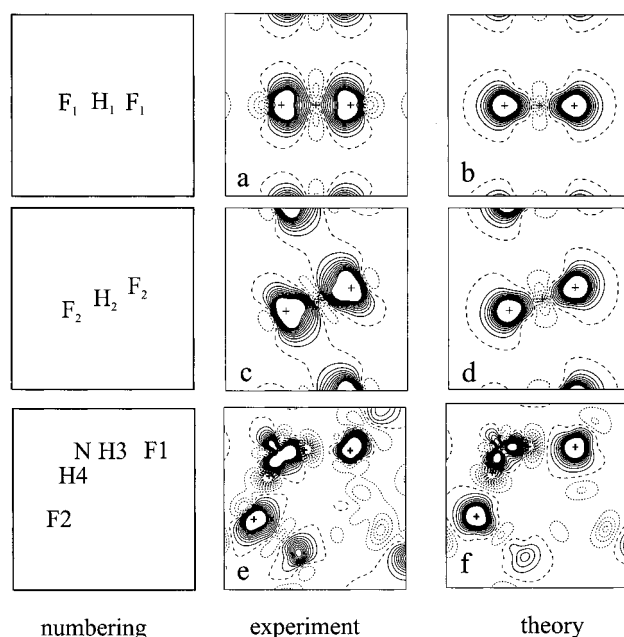 F₁ H₁ F₁
a
b
F₂ H₂ F₂
c
d
N H3 F1
H4
F2
e
f
numbering experiment theory